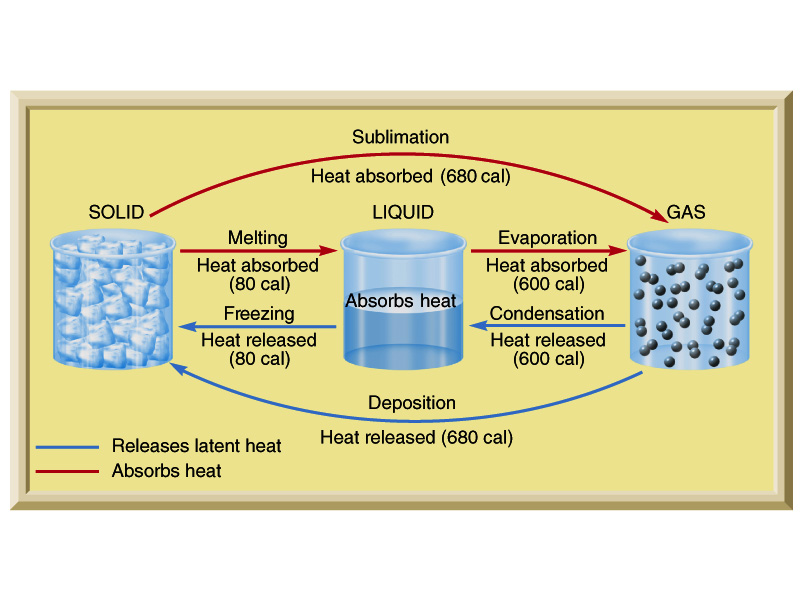 Sublimation
Heat absorbed (680 cal)
SOLID
LIQUID
GAS
Melting
Heat absorbed
(80 cal)
Evaporation
Heat absorbed
(600 cal)
Absorbs heat
Freezing
Heat released
(80 cal)
Condensation
Heat released
(600 cal)
Deposition
Heat released (680 cal)
Releases latent heat
Absorbs heat